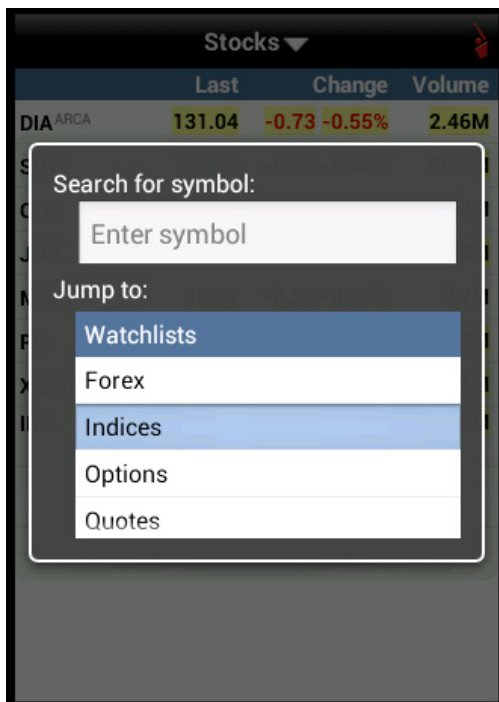 Stocks
Last Change Volume
DIA ARCA 131.04 -0.73 -0.55% 2.46M
Search for symbol:
Enter symbol
Jump to:
Watchlists
Forex
Indices
Options
Quotes